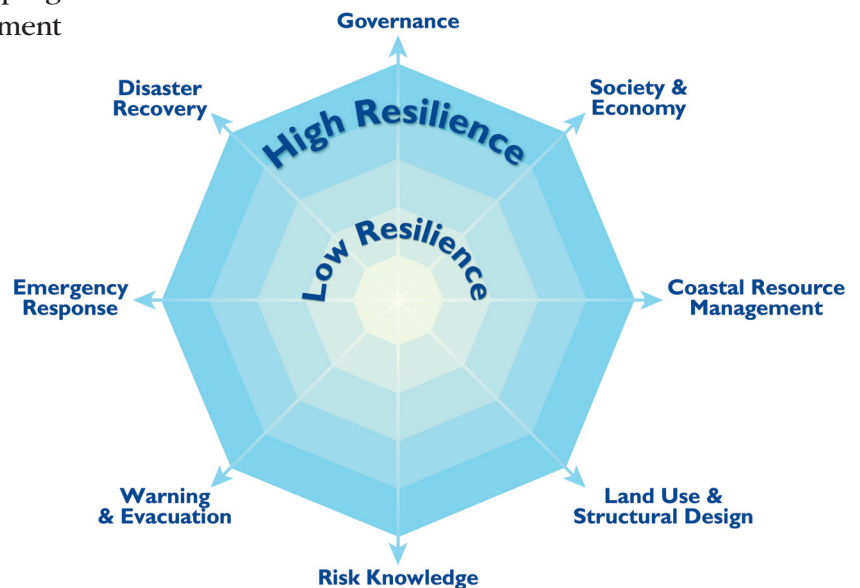 Governance
Disaster
Recovery
Society &
Economy
High Resilience
Low Resilience
Emergency
Response
Coastal Resource
Management
Warning
& Evacuation
Land Use &
Structural Design
Risk Knowledge